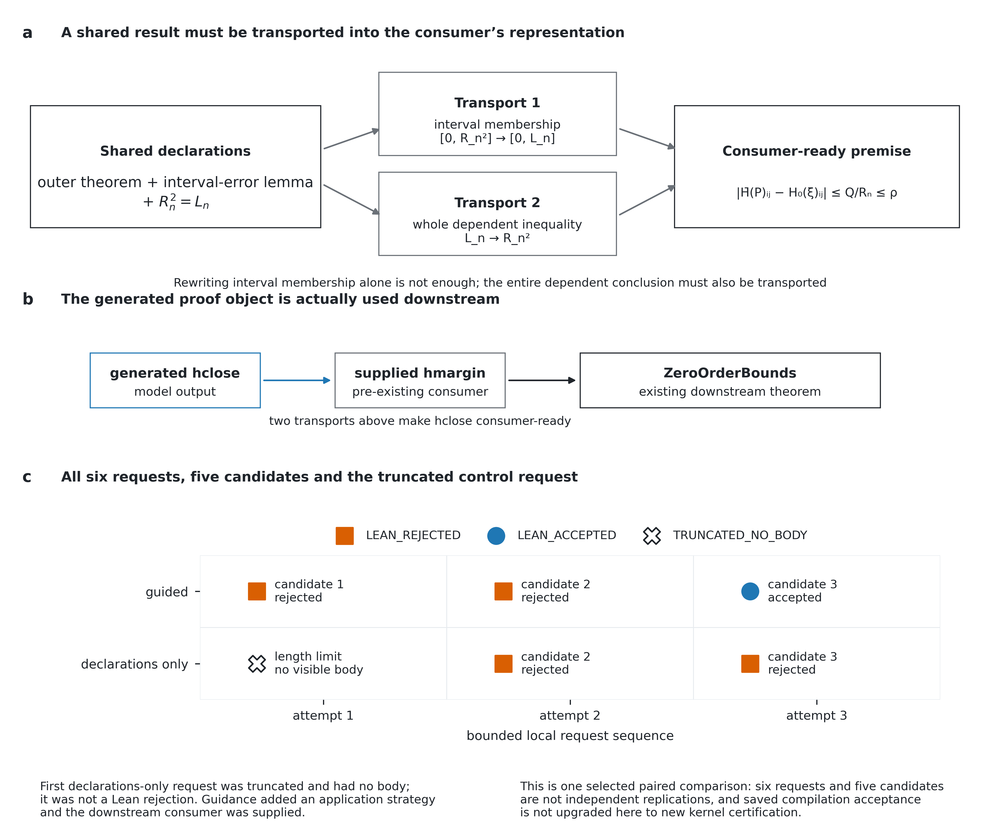 a A shared result must be transported into the consumer’s representation
Transport 1
interval membership
[0, R_n²] → [0, L_n]
Shared declarations
outer theorem + interval-error lemma
+ R_n^2 = L_n
Consumer-ready premise
|H̄(P)ᵢⱼ − H₀(ξ)ᵢⱼ| ≤ Q/Rₙ ≤ ρ
Transport 2
whole dependent inequality
L_n → R_n²
Rewriting interval membership alone is not enough; the entire dependent conclusion must also be transported
b The generated proof object is actually used downstream
generated hclose
model output
supplied hmargin
pre-existing consumer
ZeroOrderBounds
existing downstream theorem
two transports above make hclose consumer-ready
c All six requests, five candidates and the truncated control request
LEAN_REJECTED LEAN_ACCEPTED TRUNCATED_NO_BODY
guided
candidate 1
rejected
candidate 2
rejected
candidate 3
accepted
declarations only
length limit
no visible body
candidate 2
rejected
candidate 3
rejected
attempt 1 attempt 2 attempt 3
bounded local request sequence
First declarations-only request was truncated and had no body;
it was not a Lean rejection. Guidance added an application strategy
and the downstream consumer was supplied.
This is one selected paired comparison: six requests and five candidates
are not independent replications, and saved compilation acceptance
is not upgraded here to new kernel certification.